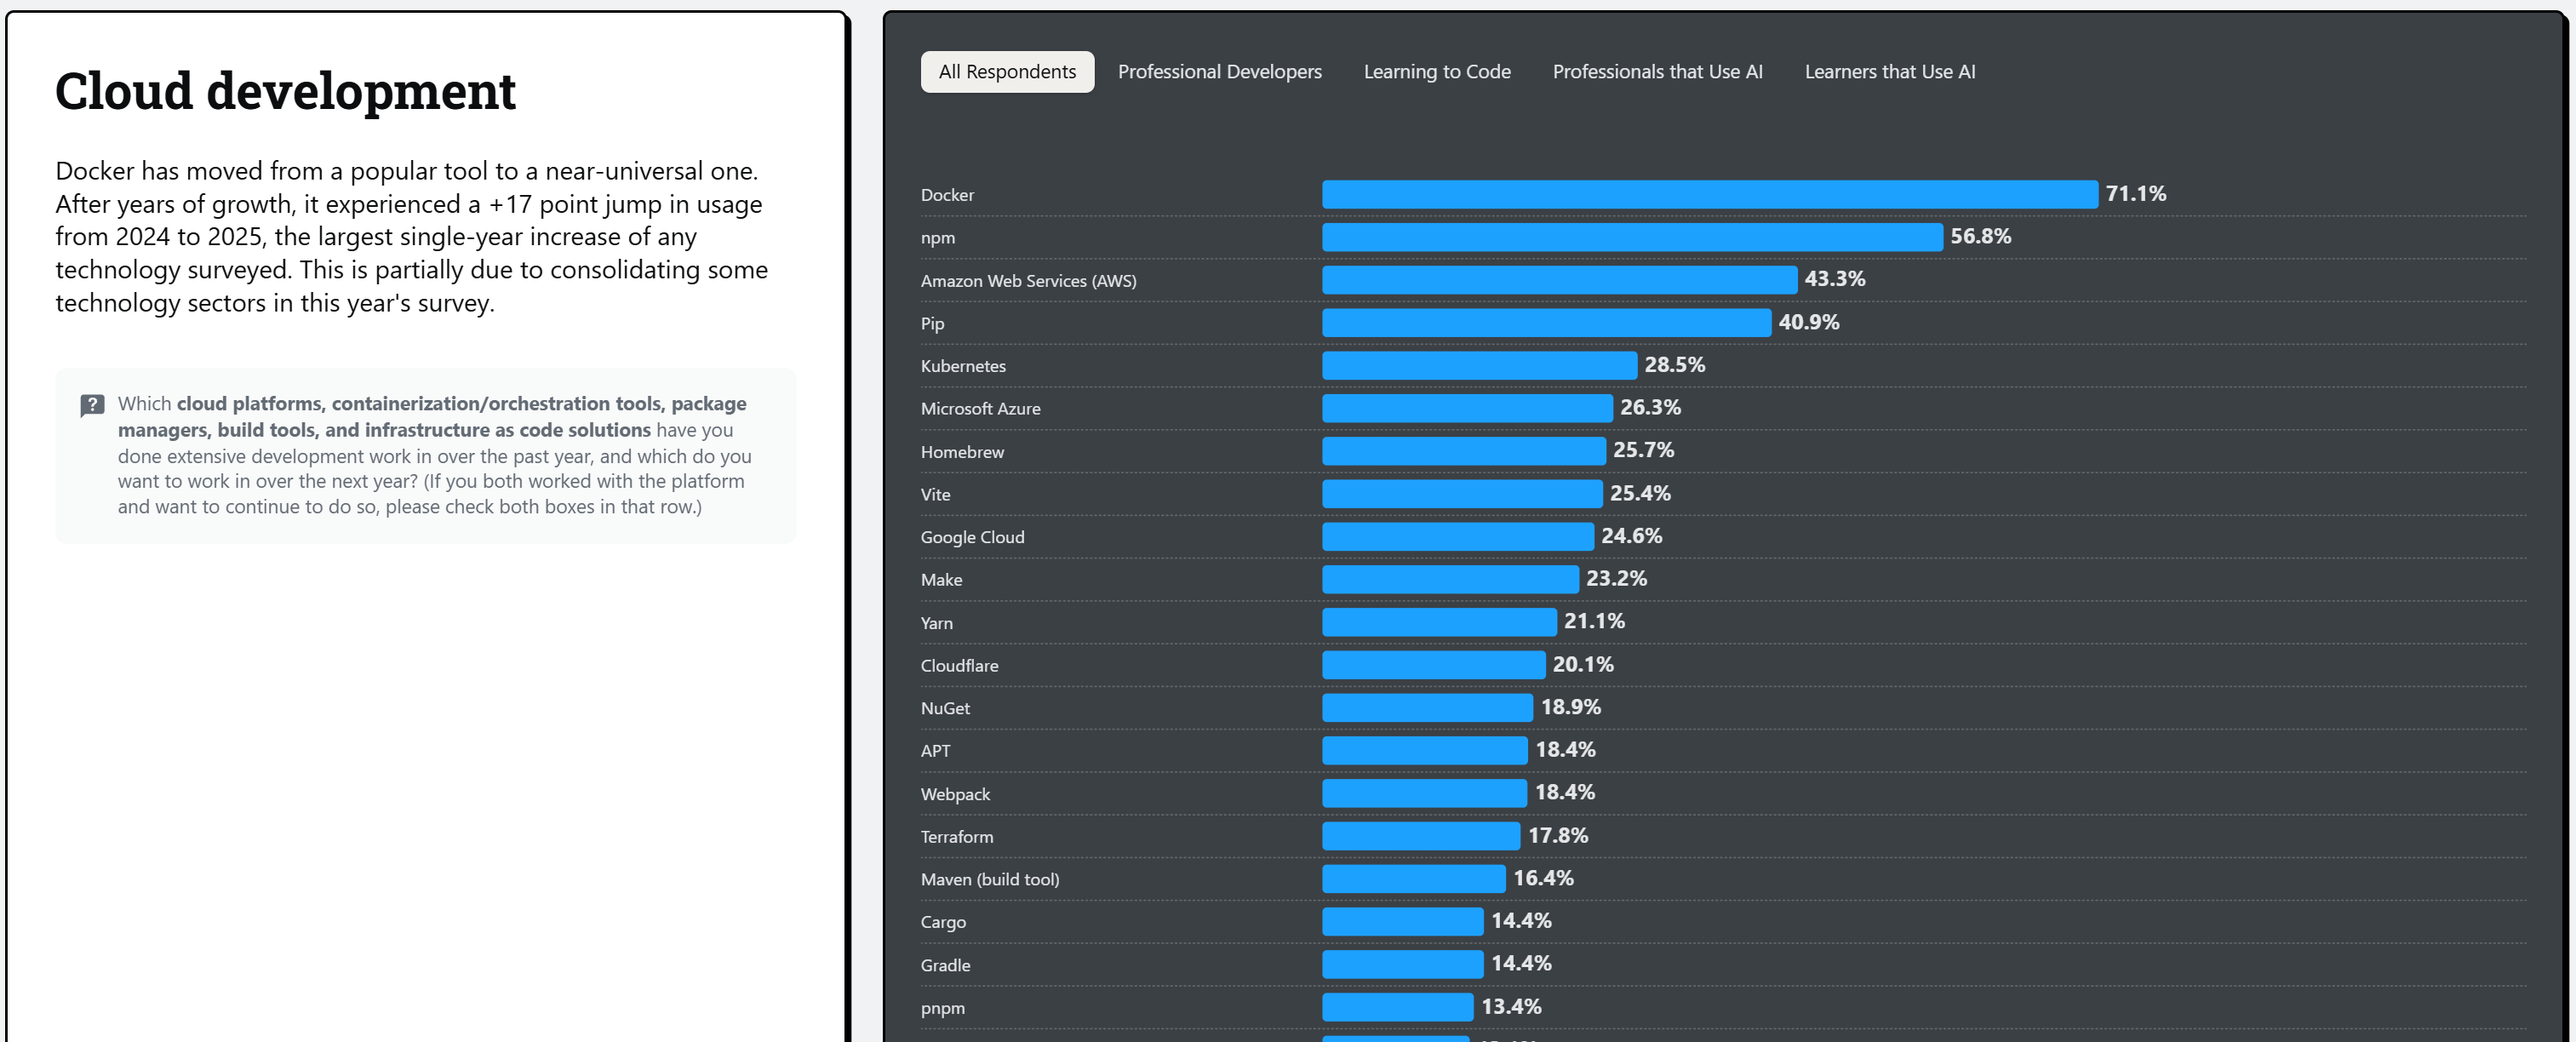 Cloud development
Docker has moved from a popular tool to a near-universal one.
After years of growth, it experienced a +17 point jump in usage
from 2024 to 2025, the largest single-year increase of any
technology surveyed. This is partially due to consolidating some
technology sectors in this year's survey.
Which cloud platforms, containerization/orchestration tools, package
managers, build tools, and infrastructure as code solutions have you
done extensive development work in over the past year, and which do you
want to work in over the next year? (If you both worked with the platform
and want to continue to do so, please check both boxes in that row.)
All Respondents Professional Developers Learning to Code Professionals that Use AI Learners that Use AI
Docker 71.1%
npm 56.8%
Amazon Web Services (AWS) 43.3%
Pip 40.9%
Kubernetes 28.5%
Microsoft Azure 26.3%
Homebrew 25.7%
Vite 25.4%
Google Cloud 24.6%
Make 23.2%
Yarn 21.1%
Cloudflare 20.1%
NuGet 18.9%
APT 18.4%
Webpack 18.4%
Terraform 17.8%
Maven (build tool) 16.4%
Cargo 14.4%
Gradle 14.4%
pnpm 13.4%